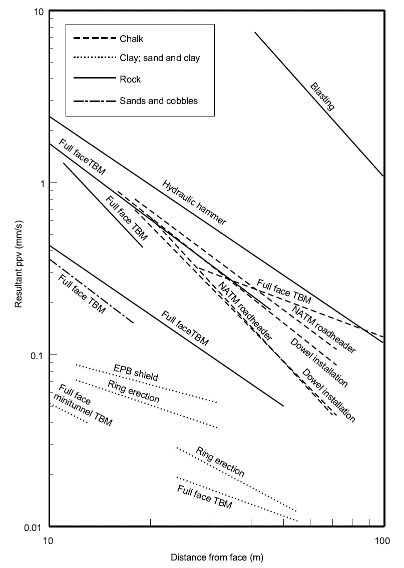 10
1
0.1
0.01
Resultant ppv (mm/s)
Chalk
Clay; sand and clay
Rock
Sands and cobbles
Blasting
Full faceTBM
Hydraulic hammer
Full face TBM
Full face TBM
NATM roadheader
NATM roadheader
Dowel installation
Dowel installation
Full faceTBM
Full face TBM
EPB shield
Ring erection
Full face
minitunnel TBM
Ring erection
Full face TBM
10
100
Distance from face (m)